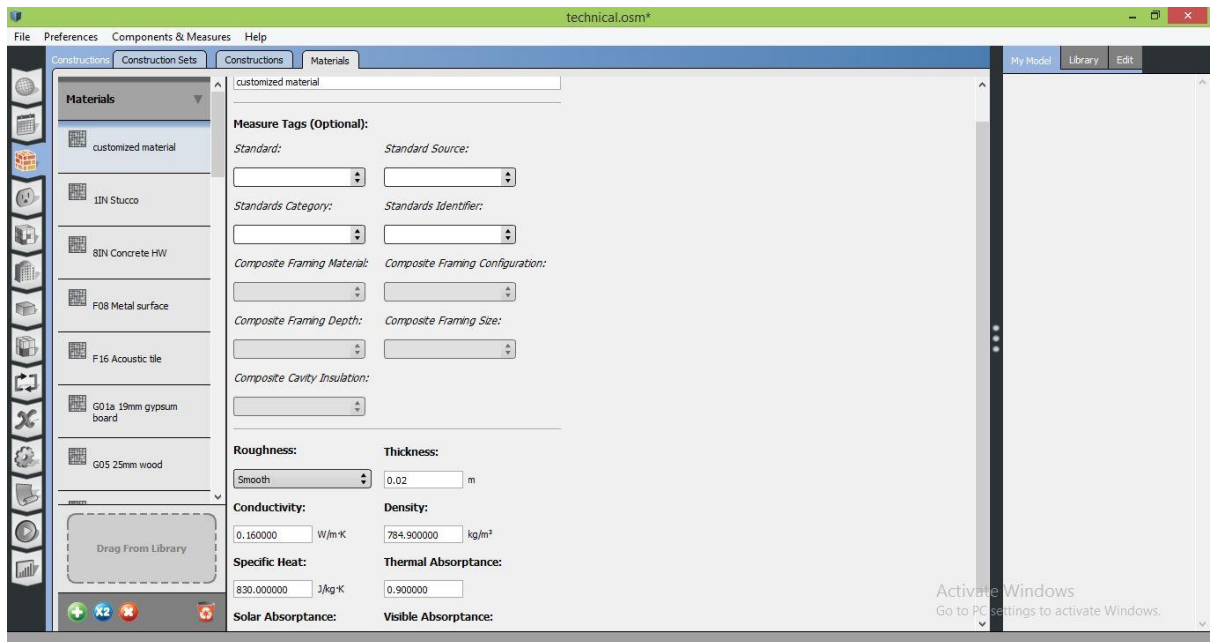 technical.osm*
File Preferences Components & Measures Help
Constructions Construction Sets Constructions Materials My Model Library Edit
customized material
Materials
customized material
1IN Stucco
8IN Concrete HW
F08 Metal surface
F16 Acoustic tile
G01a 19mm gypsum
board
G05 25mm wood
Drag From Library
X2
Measure Tags (Optional):
Standard: Standard Source:
Standards Category: Standards Identifier:
Composite Framing Material: Composite Framing Configuration:
Composite Framing Depth: Composite Framing Size:
Composite Cavity Insulation:
Roughness: Thickness:
Smooth 0.02 m
Conductivity: Density:
0.160000 W/m·K 784.900000 kg/m³
Specific Heat: Thermal Absorptance:
830.000000 J/kg·K 0.900000
Solar Absorptance: Visible Absorptance:
Activate Windows
Go to PC settings to activate Windows.